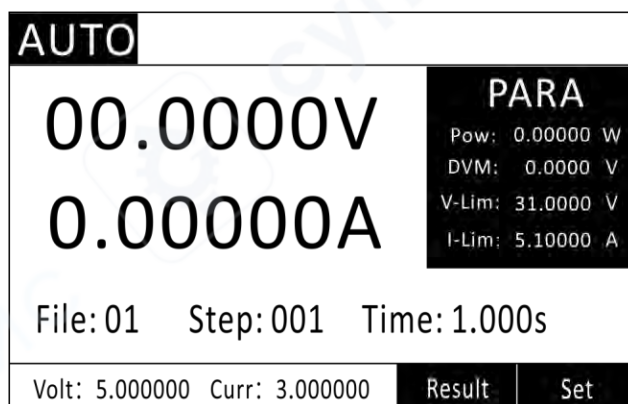 AUTO
00.0000V
0.00000A
PARA
Pow: 0.00000 W
DVM: 0.0000 V
V-Lim: 31.0000 V
I-Lim: 5.10000 A
File: 01 Step: 001 Time: 1.000s
Volt: 5.000000 Curr: 3.000000 Result Set